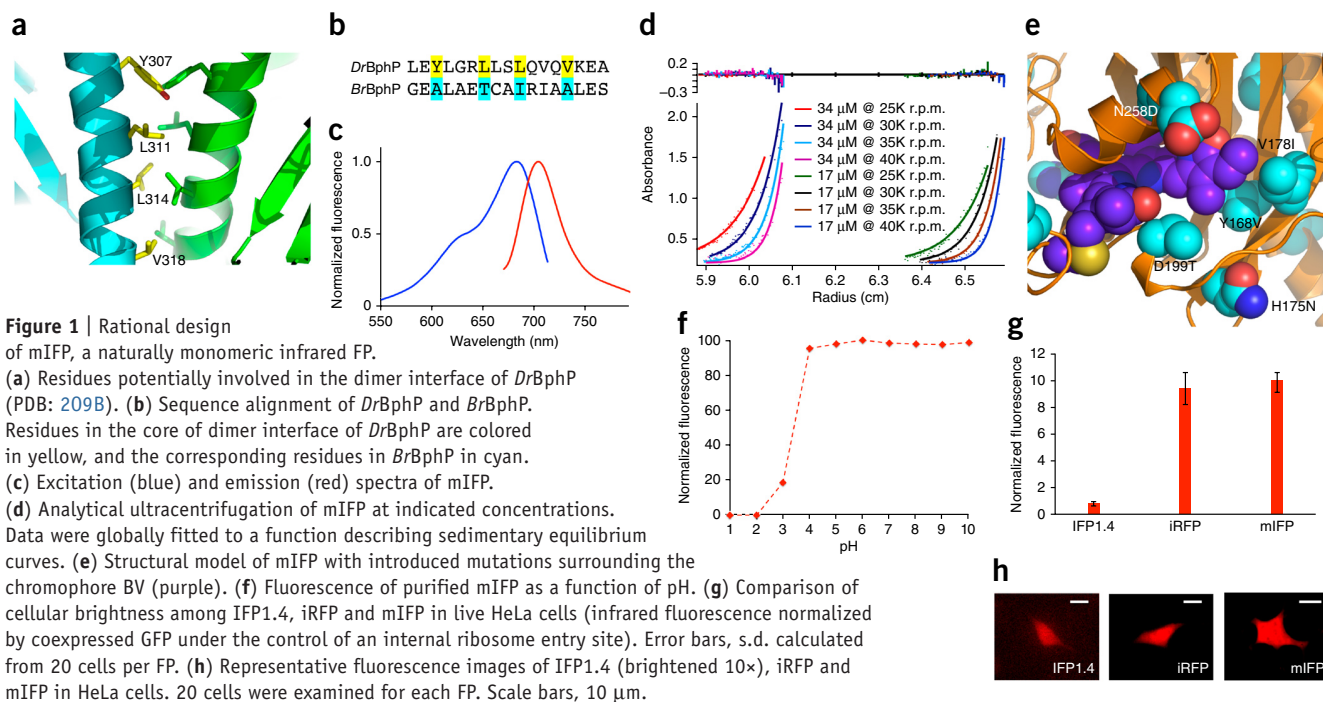 a
Y307
L311
L314
V318
b
DrBphP LEYLGRLLSLQVQVKEA
BrBphP GEALAETCAIRIAALES
c
Normalized fluorescence
1.0
0.5
0
550 600 650 700 750
Wavelength (nm)
d
0.2
−0.3
Absorbance
2.0
1.5
1.0
0.5
34 μM @ 25K r.p.m.
34 μM @ 30K r.p.m.
34 μM @ 35K r.p.m.
34 μM @ 40K r.p.m.
17 μM @ 25K r.p.m.
17 μM @ 30K r.p.m.
17 μM @ 35K r.p.m.
17 μM @ 40K r.p.m.
5.9 6.0 6.1 6.4 6.5
Radius (cm)
e
N258D
V178I
Y168V
D199T
H175N
Figure 1 | Rational design
of mIFP, a naturally monomeric infrared FP.
(a) Residues potentially involved in the dimer interface of DrBphP
(PDB: 2O9B). (b) Sequence alignment of DrBphP and BrBphP.
Residues in the core of dimer interface of DrBphP are colored
in yellow, and the corresponding residues in BrBphP in cyan.
(c) Excitation (blue) and emission (red) spectra of mIFP.
(d) Analytical ultracentrifugation of mIFP at indicated concentrations.
Data were globally fitted to a function describing sedimentary equilibrium
curves. (e) Structural model of mIFP with introduced mutations surrounding the
chromophore BV (purple). (f) Fluorescence of purified mIFP as a function of pH. (g) Comparison of
cellular brightness among IFP1.4, iRFP and mIFP in live HeLa cells (infrared fluorescence normalized
by coexpressed GFP under the control of an internal ribosome entry site). Error bars, s.d. calculated
from 20 cells per FP. (h) Representative fluorescence images of IFP1.4 (brightened 10×), iRFP and
mIFP in HeLa cells. 20 cells were examined for each FP. Scale bars, 10 μm.
f
Normalized fluorescence
100
80
60
40
20
0
1 2 3 4 5 6 7 8 9 10
pH
g
Normalized fluorescence
12
10
8
6
4
2
0
IFP1.4 iRFP mIFP
h
IFP1.4
iRFP
mIFP